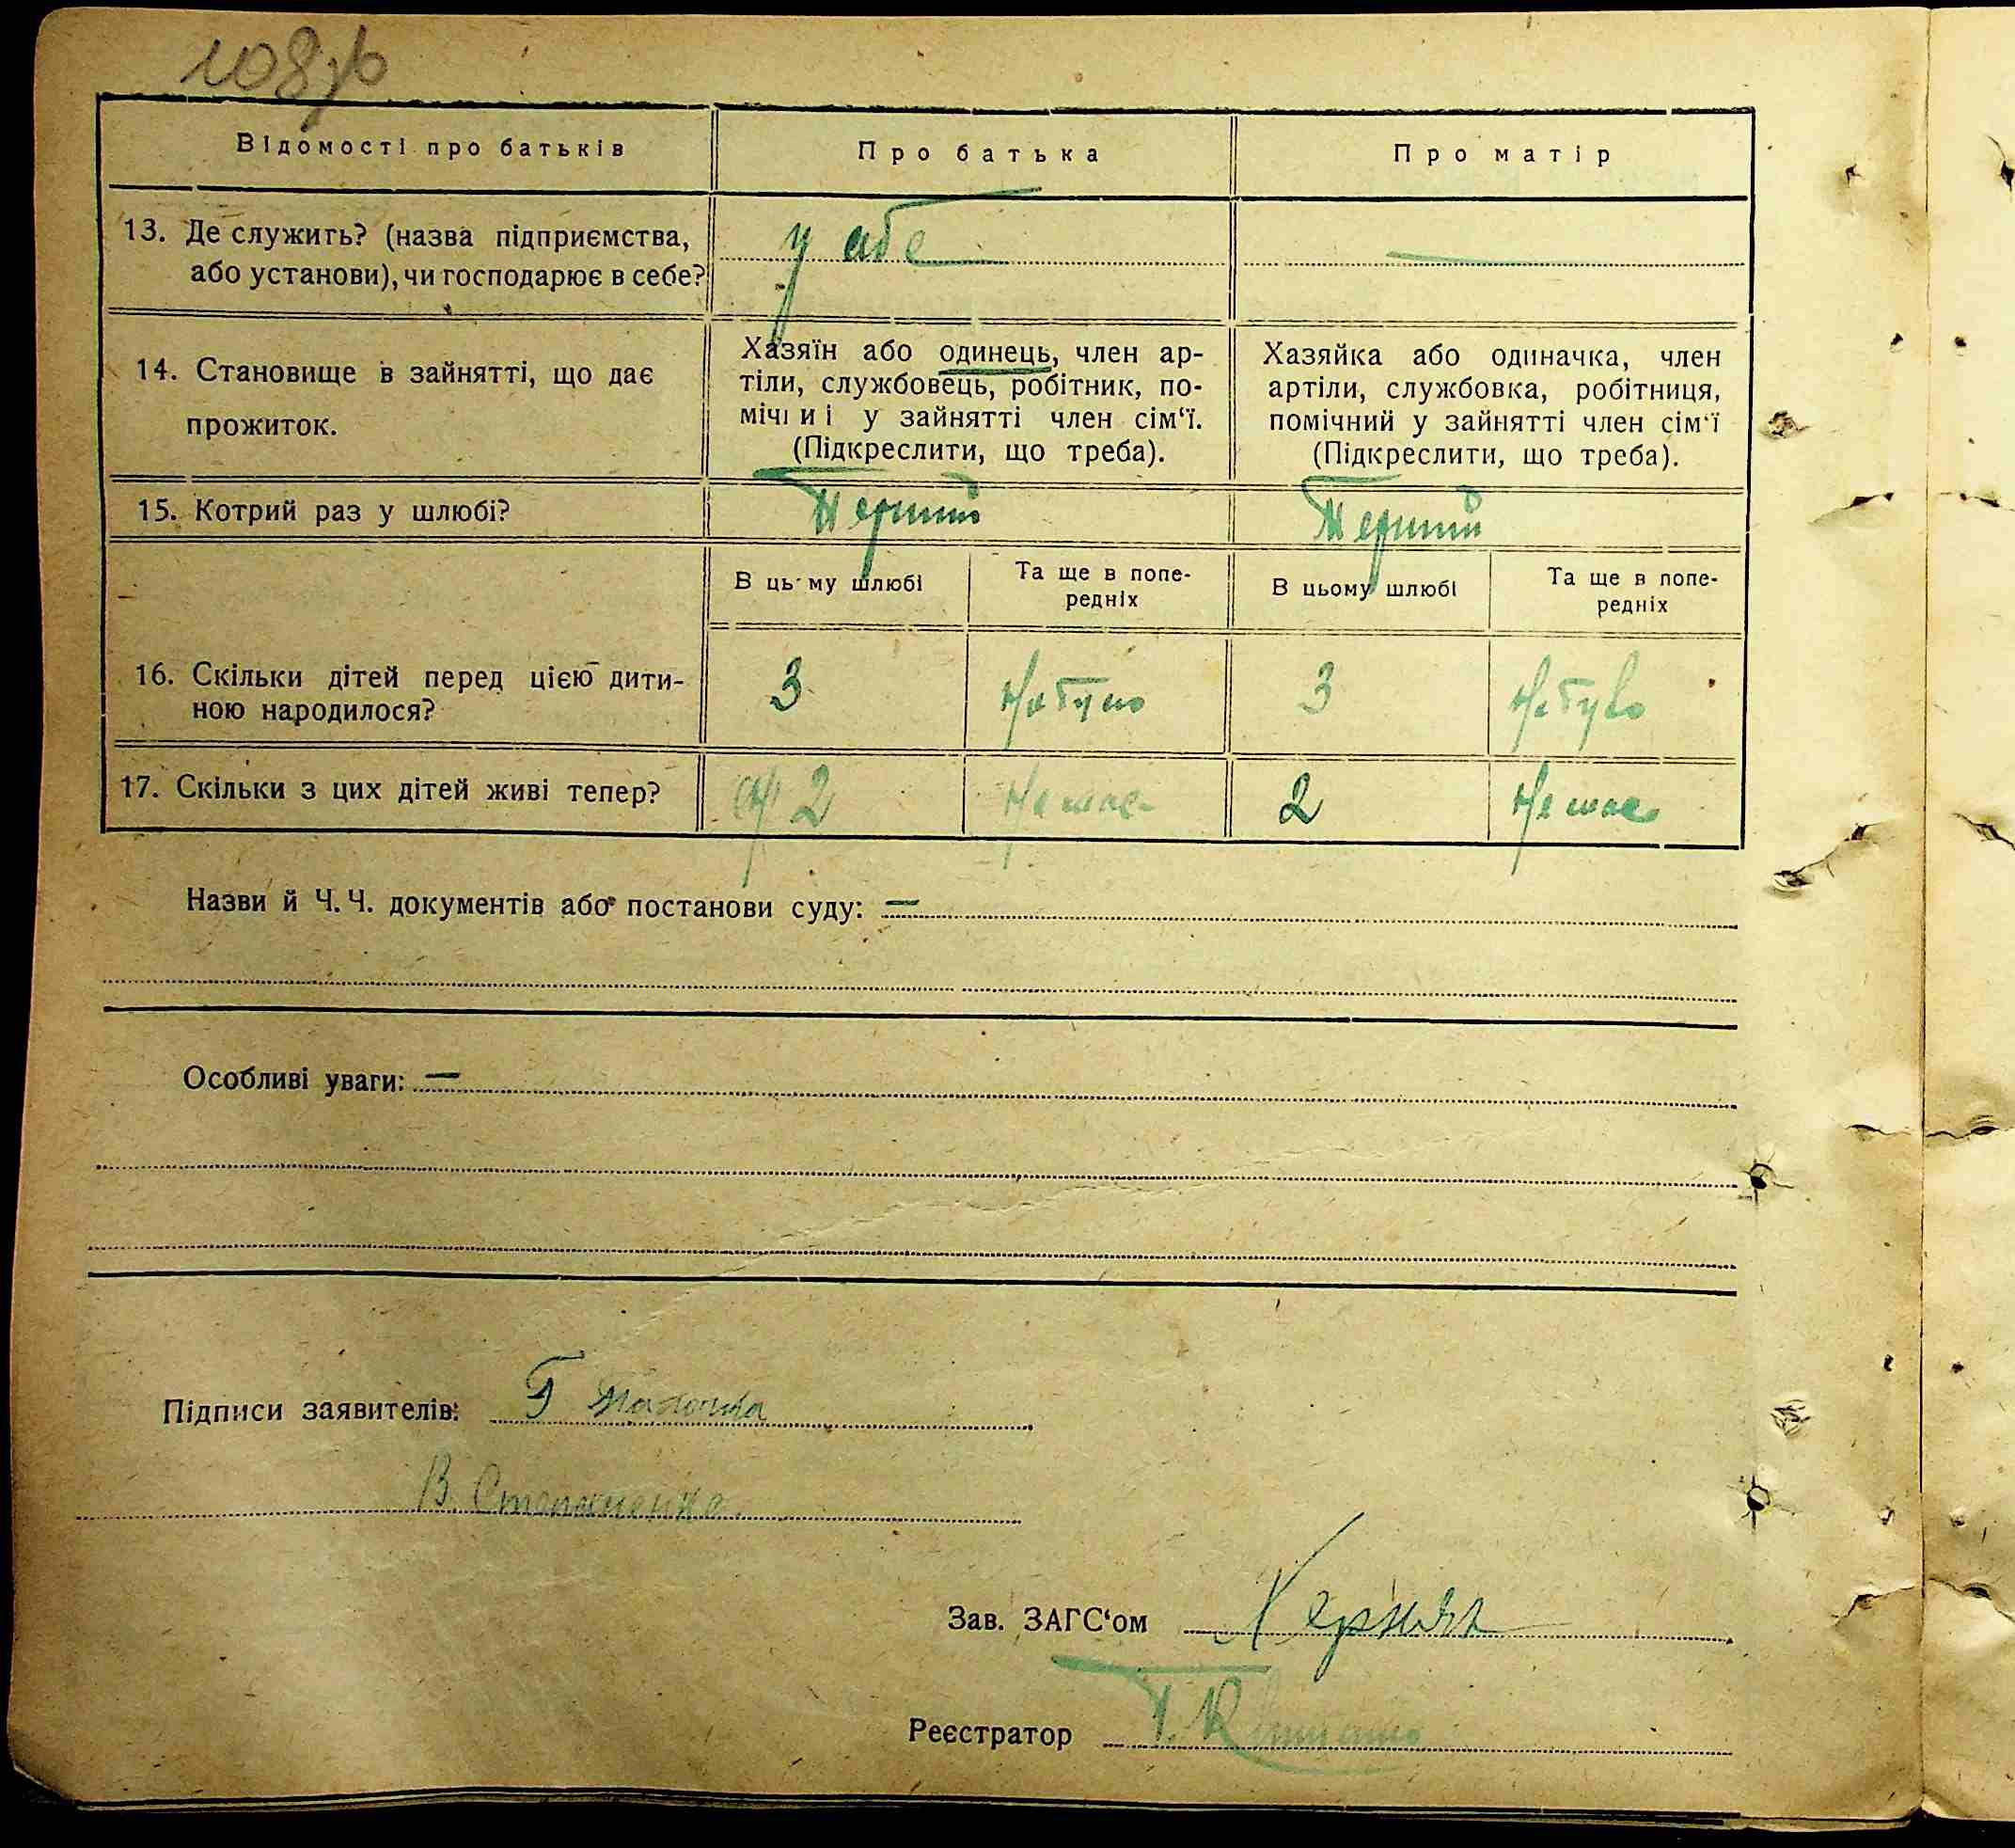 108зв
Відомості про батьків
Про батька
Про матір
13. Де служить? (назва підприємства,
або установи), чи господарює в себе?
у себе
—
14. Становище в зайнятті, що дає
прожиток.
Хазяїн або одинець, член ар-
тіли, службовець, робітник, по-
мічн и і у зайнятті член сім‘ї.
(Підкреслити, що треба).
Хазяйка або одиначка, член
артіли, службовка, робітниця,
помічний у зайнятті член сім‘ї
(Підкреслити, що треба).
15. Котрий раз у шлюбі?
Перший
Перший
В ць му шлюбі
Та ще в попе-
редніх
В цьому шлюбі
Та ще в попе-
редніх
16. Скільки дітей перед цією дити-
ною народилося?
3
Не було
3
Не було
17. Скільки з цих дітей живі тепер?
2
Немає
2
Немає
Назви й Ч. Ч. документів або постанови суду: —
Особливі уваги: —
Підписи заявителів:
В. Степаненко
Зав. ЗАГС‘ом
Реєстратор